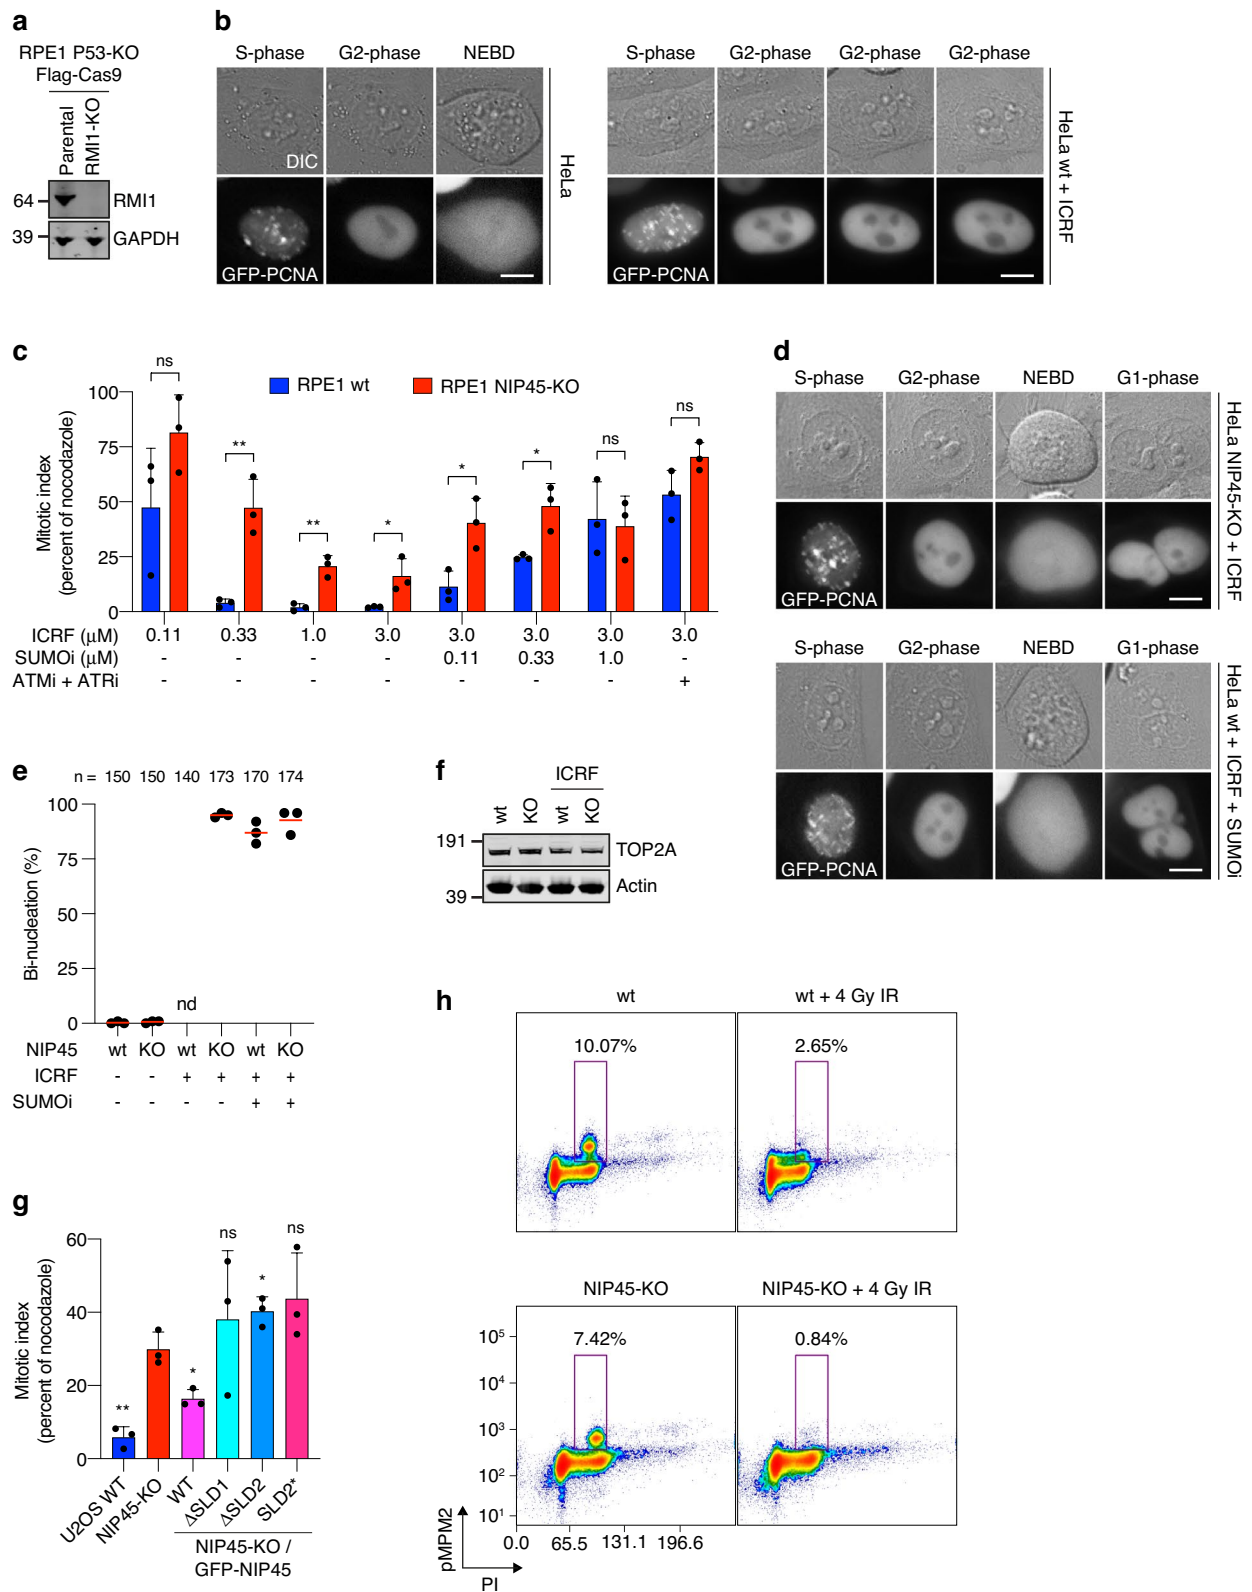 a
RPE1 P53-KO
Flag-Cas9
Parental
RMI1-KO
64
RMI1
39
GAPDH
b
S-phase G2-phase NEBD
DIC
GFP-PCNA
HeLa
S-phase G2-phase G2-phase G2-phase
GFP-PCNA
HeLa wt + ICRF
c
RPE1 wt RPE1 NIP45-KO
Mitotic index
(percent of nocodazole)
100
75
50
25
0
ns ** ** * * * ns ns
ICRF (μM) 0.11 0.33 1.0 3.0 3.0 3.0 3.0 3.0
SUMOi (μM) - - - - 0.11 0.33 1.0 -
ATMi + ATRi - - - - - - - +
d
S-phase G2-phase NEBD G1-phase
GFP-PCNA
HeLa NIP45-KO + ICRF
S-phase G2-phase NEBD G1-phase
GFP-PCNA
HeLa wt + ICRF + SUMOi
e
n = 150 150 140 173 170 174
Bi-nucleation (%)
100
75
50
25
0
nd
NIP45 wt KO wt KO wt KO
ICRF - - + + + +
SUMOi - - - - + +
f
ICRF
wt KO wt KO
191
TOP2A
Actin
39
g
Mitotic index
(percent of nocodazole)
60
40
20
0
** * ns * ns
U2OS WT
NIP45-KO
WT
ΔSLD1
ΔSLD2
SLD2*
NIP45-KO /
GFP-NIP45
h
wt wt + 4 Gy IR
10.07% 2.65%
NIP45-KO NIP45-KO + 4 Gy IR
7.42% 0.84%
10⁵
10⁴
10³
10²
10¹
0.0 65.5 131.1 196.6
pMPM2
PI